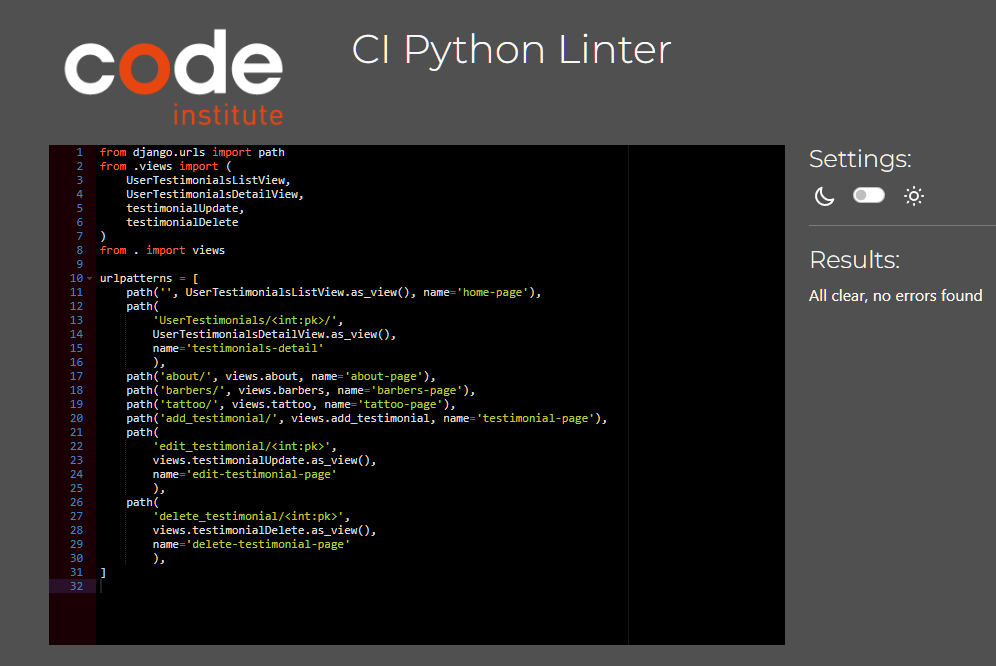 code
institute
CI Python Linter
1 from django.urls import path
2 from .views import (
3     UserTestimonialsListView,
4     UserTestimonialsDetailView,
5     testimonialUpdate,
6     testimonialDelete
7 )
8 from . import views
9
10 urlpatterns = [
11     path('', UserTestimonialsListView.as_view(), name='home-page'),
12     path(
13         'UserTestimonials/<int:pk>/',
14         UserTestimonialsDetailView.as_view(),
15         name='testimonials-detail'
16         ),
17     path('about/', views.about, name='about-page'),
18     path('barbers/', views.barbers, name='barbers-page'),
19     path('tattoo/', views.tattoo, name='tattoo-page'),
20     path('add_testimonial/', views.add_testimonial, name='testimonial-page'),
21     path(
22         'edit_testimonial/<int:pk>',
23         views.testimonialUpdate.as_view(),
24         name='edit-testimonial-page'
25         ),
26     path(
27         'delete_testimonial/<int:pk>',
28         views.testimonialDelete.as_view(),
29         name='delete-testimonial-page'
30         ),
31 ]
32
Settings:
Results:
All clear, no errors found